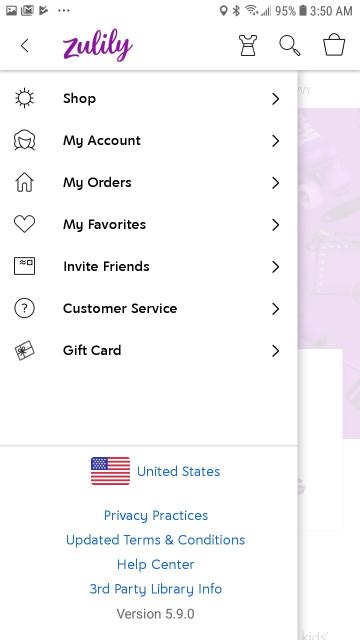 95% 3:50 AM
zulily
Shop
My Account
My Orders
My Favorites
Invite Friends
Customer Service
Gift Card
United States
Privacy Practices
Updated Terms & Conditions
Help Center
3rd Party Library Info
Version 5.9.0
kids'